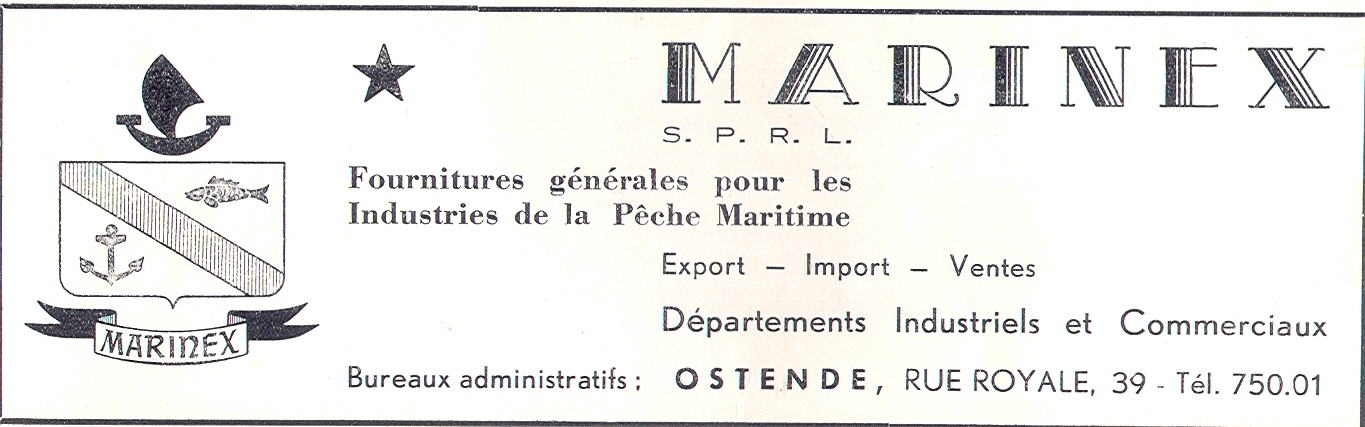 MARINEX
S. P. R. L.
Fournitures générales pour les
Industries de la Pêche Maritime
Export – Import – Ventes
Départements Industriels et Commerciaux
Bureaux administratifs : OSTENDE, RUE ROYALE, 39 - Tél. 750.01
MARINEX